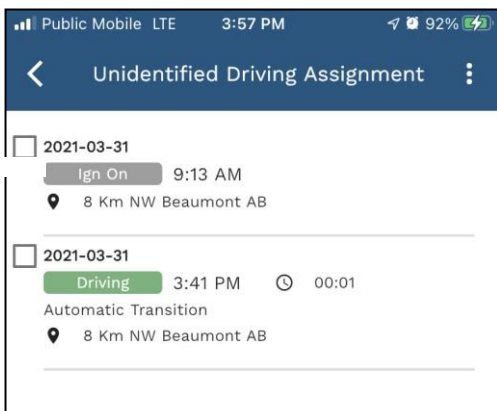 Public Mobile LTE 3:57 PM 92%
Unidentified Driving Assignment
2021-03-31
Ign On 9:13 AM
8 Km NW Beaumont AB
2021-03-31
Driving 3:41 PM 00:01
Automatic Transition
8 Km NW Beaumont AB